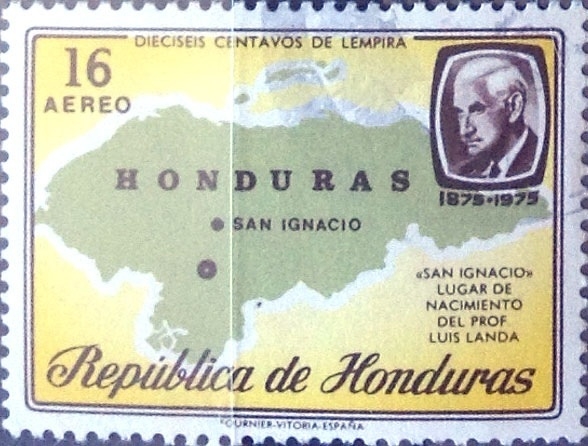 DIECISEIS CENTAVOS DE LEMPIRA
16
AEREO
HONDURAS
1875·1975
SAN IGNACIO
«SAN IGNACIO»
LUGAR DE
NACIMIENTO
DEL PROF
LUIS LANDA
República de Honduras
FOURNIER-VITORIA-ESPAÑA